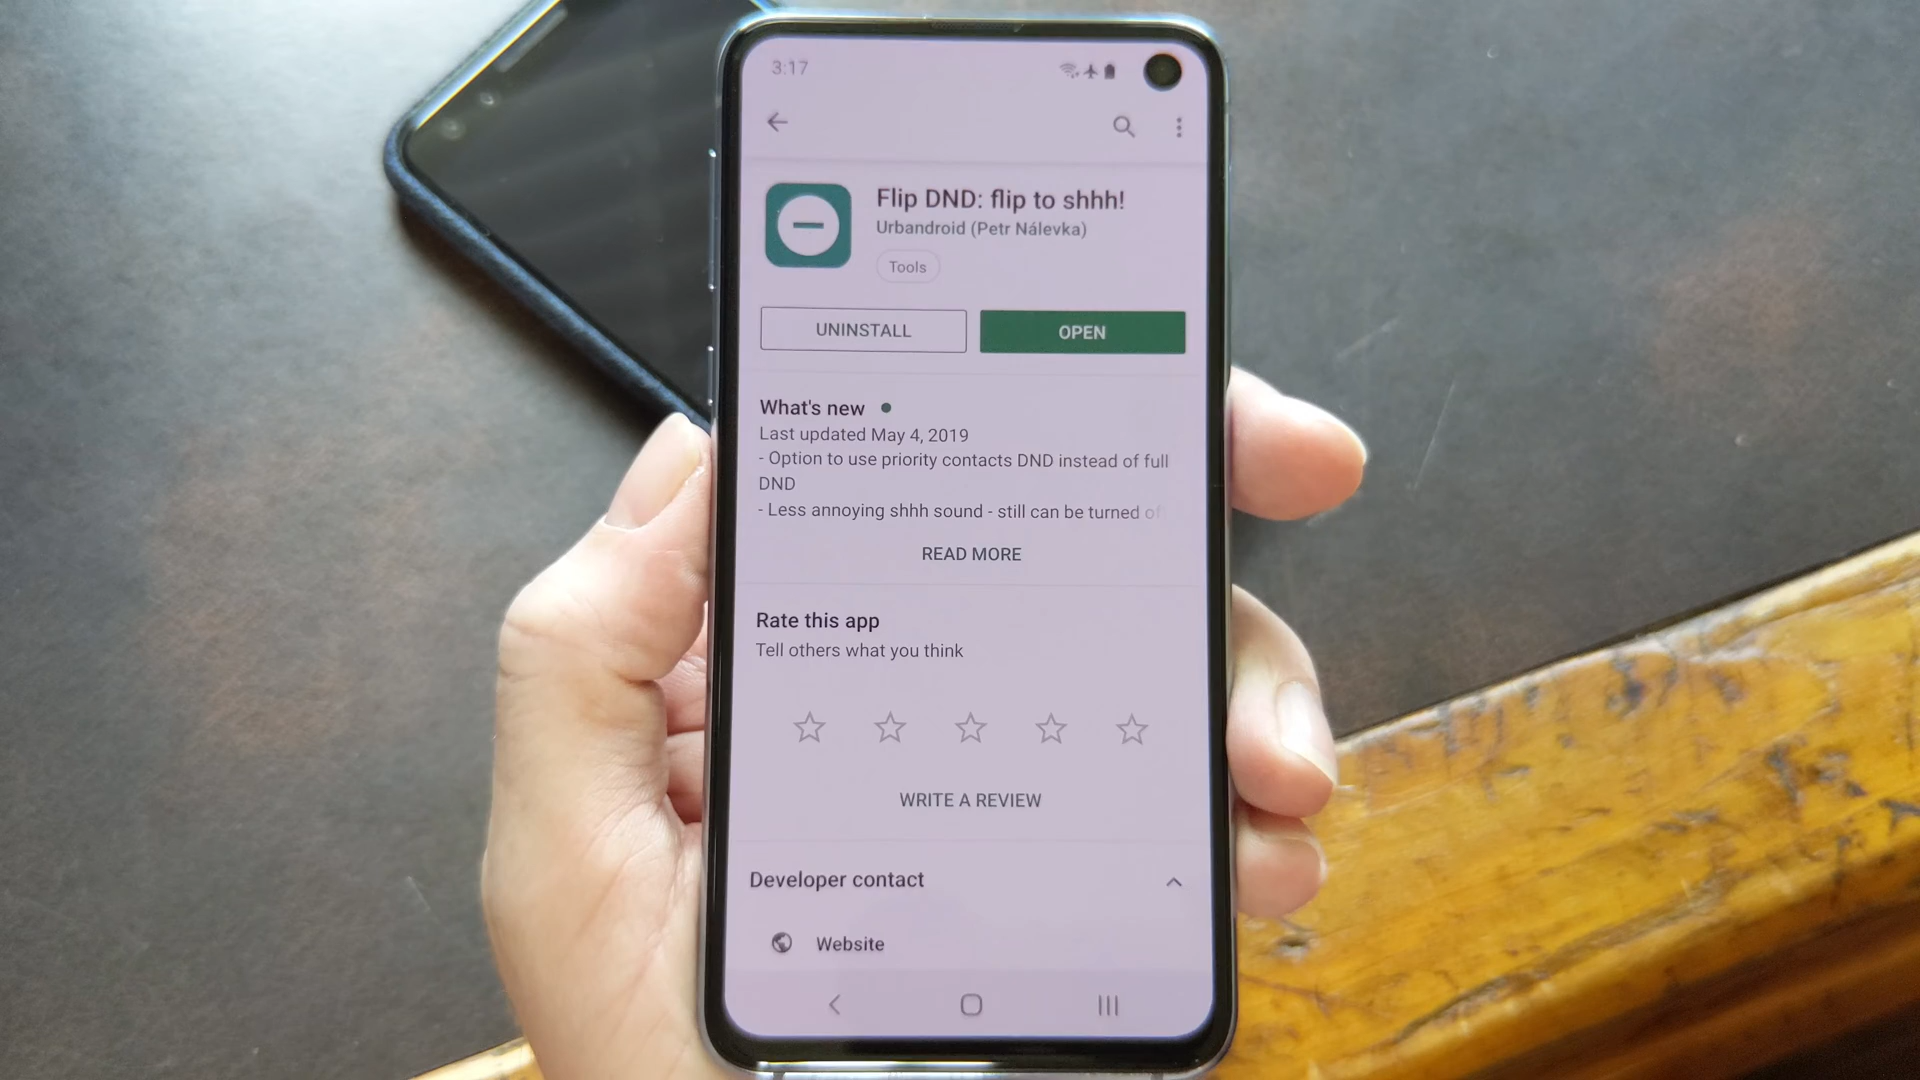 3:17
Flip DND: flip to shhh!
Urbandroid (Petr Nálevka)
Tools
UNINSTALL
OPEN
What's new
Last updated May 4, 2019
- Option to use priority contacts DND instead of full
DND
- Less annoying shhh sound - still can be turned of
READ MORE
Rate this app
Tell others what you think
WRITE A REVIEW
Developer contact
Website